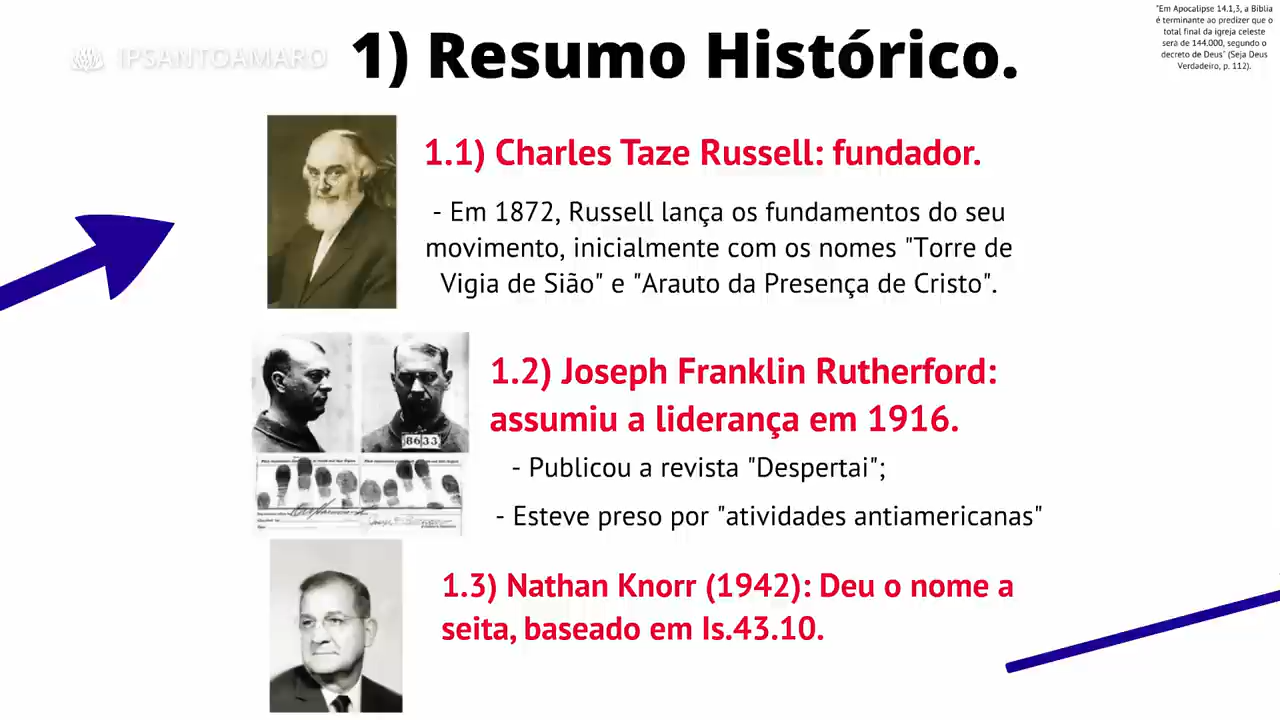 IPSANTOAMARO
1) Resumo Histórico.
"Em Apocalipse 14.1,3, a Bíblia
é terminante ao predizer que o
total final da igreja celeste
será de 144.000, segundo o
decreto de Deus" (Seja Deus
Verdadeiro, p. 112).
1.1) Charles Taze Russell: fundador.
- Em 1872, Russell lança os fundamentos do seu
movimento, inicialmente com os nomes "Torre de
Vigia de Sião" e "Arauto da Presença de Cristo".
1.2) Joseph Franklin Rutherford:
assumiu a liderança em 1916.
8633
- Publicou a revista "Despertai";
- Esteve preso por "atividades antiamericanas"
1.3) Nathan Knorr (1942): Deu o nome a
seita, baseado em Is.43.10.